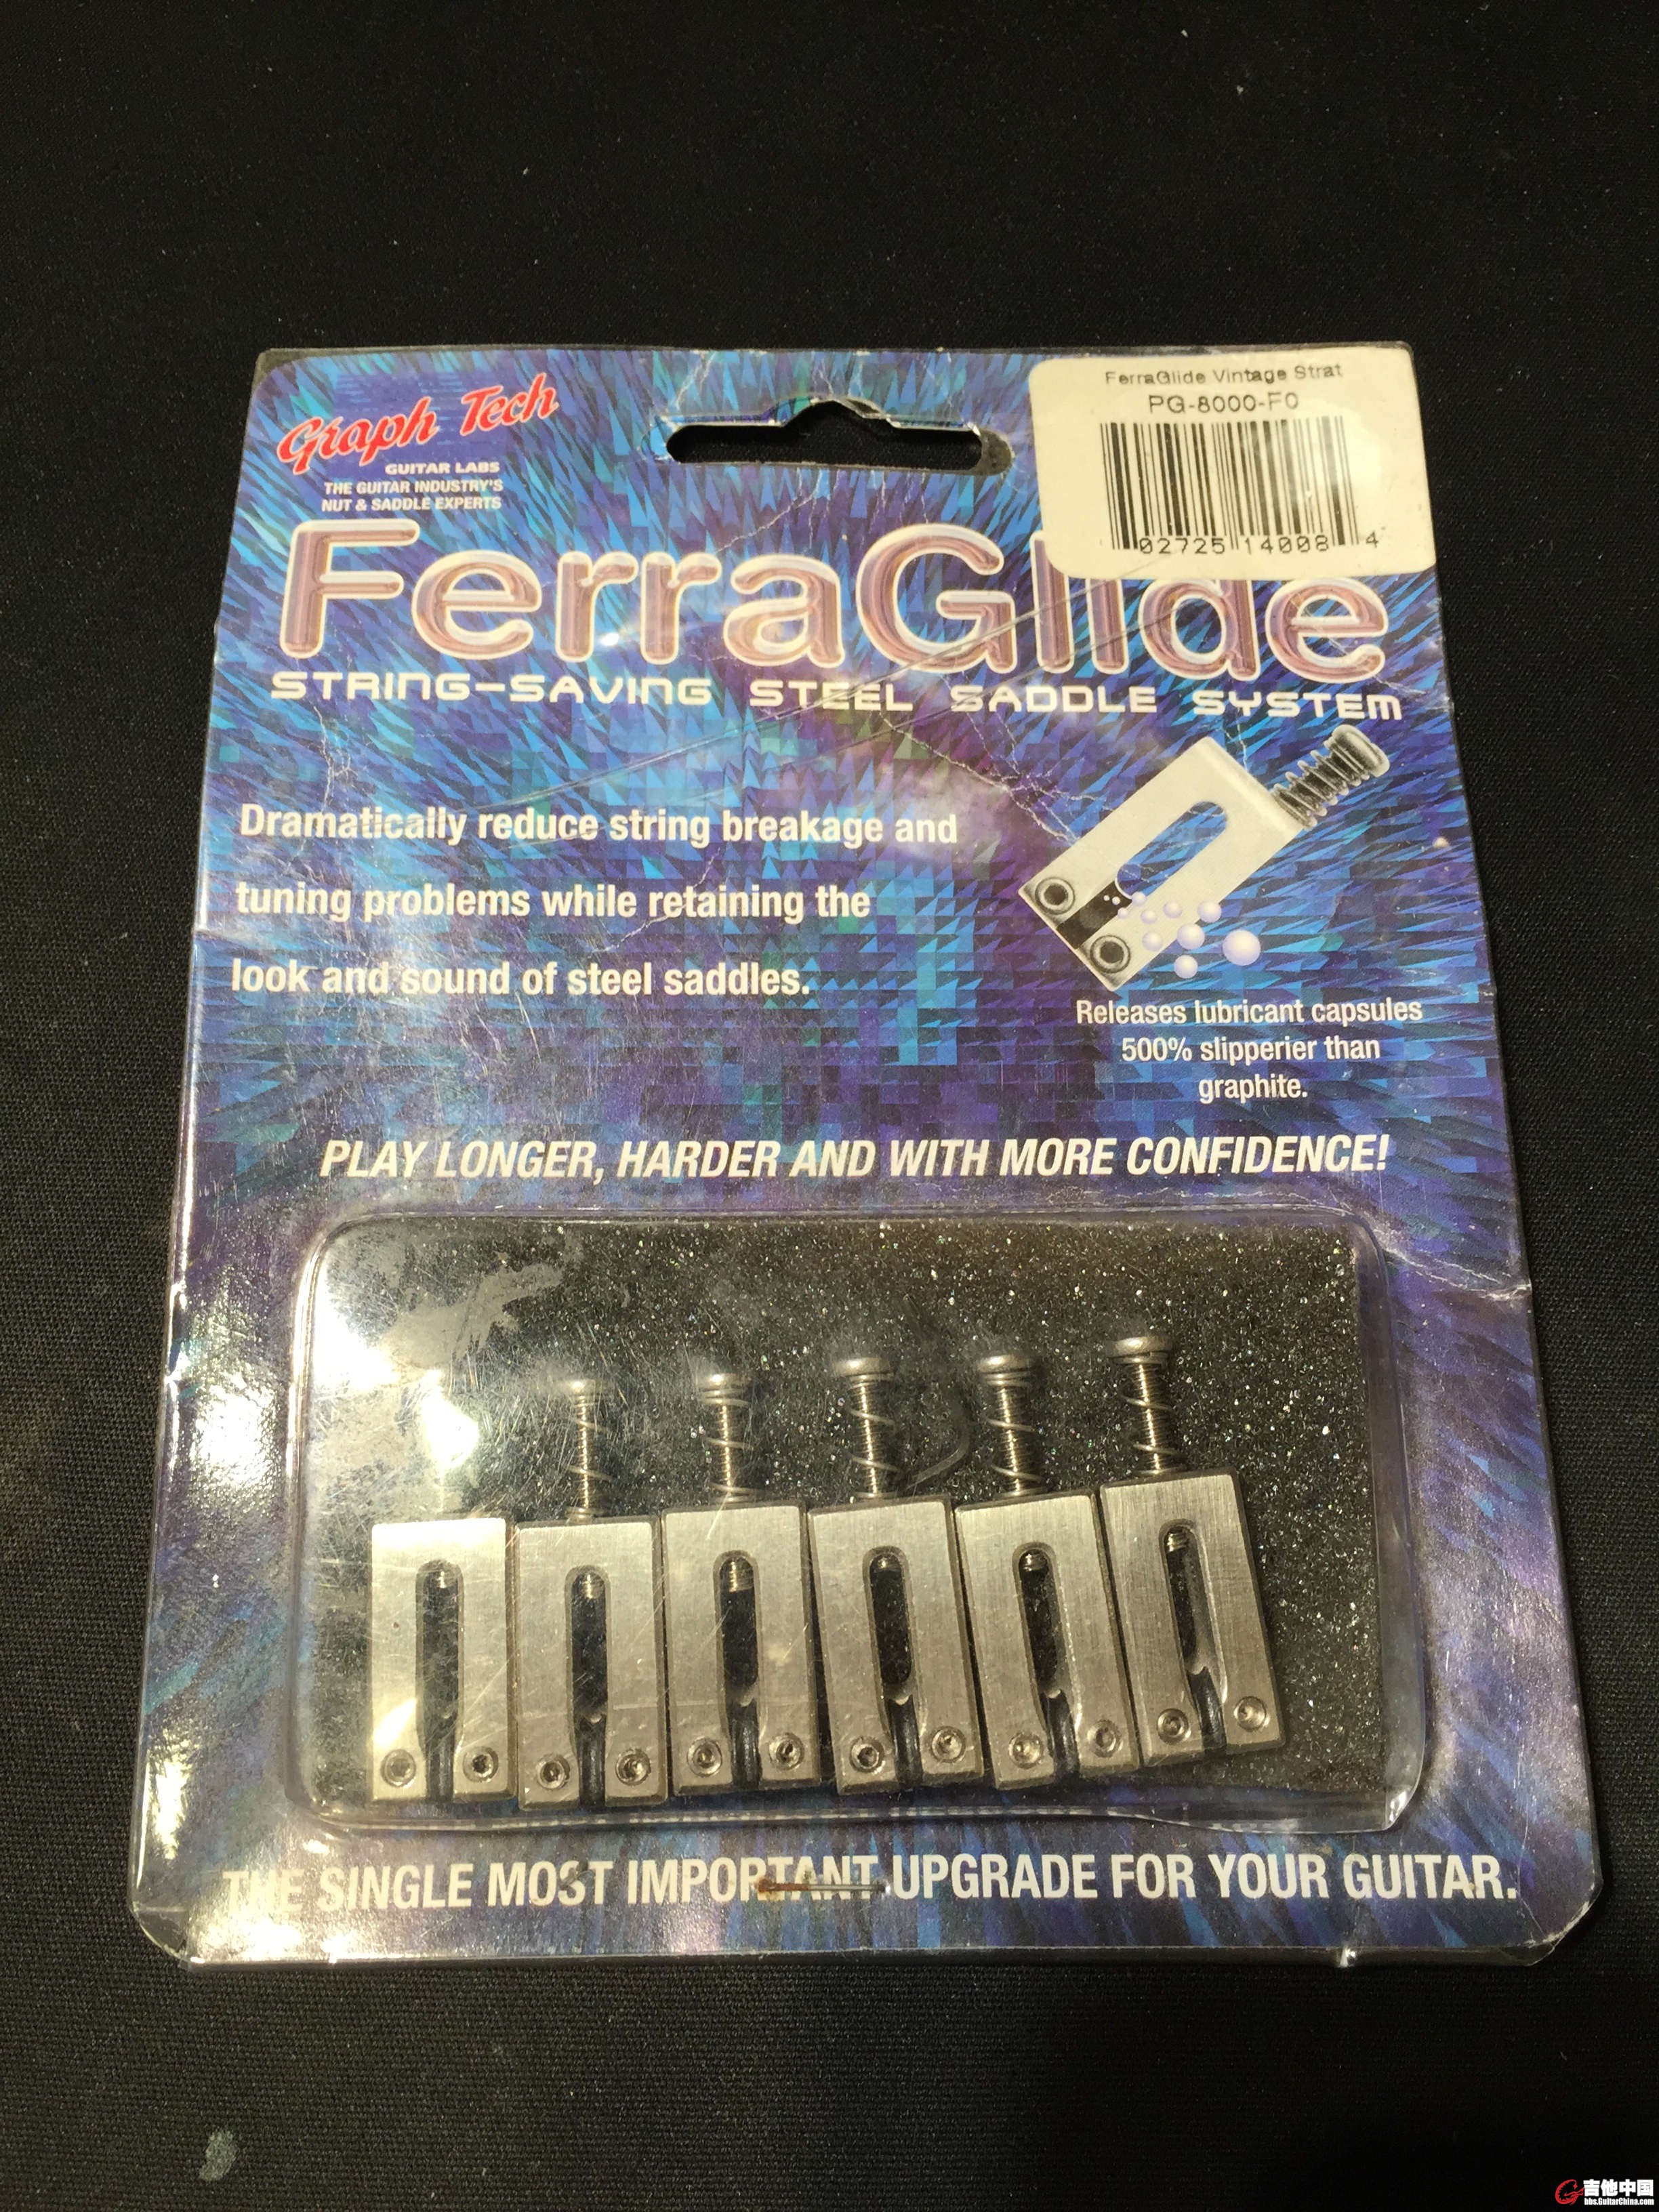 Graph Tech
GUITAR LABS
THE GUITAR INDUSTRY'S
NUT & SADDLE EXPERTS
FerraGlide Vintage Strat
PG-8000-F0
02725 14008 4
FerraGlide
STRING-SAVING STEEL SADDLE SYSTEM
Dramatically reduce string breakage and
tuning problems while retaining the
look and sound of steel saddles.
Releases lubricant capsules
500% slipperier than
graphite.
PLAY LONGER, HARDER AND WITH MORE CONFIDENCE!
THE SINGLE MOST IMPORTANT UPGRADE FOR YOUR GUITAR.
吉他中国
bbs.GuitarChina.com